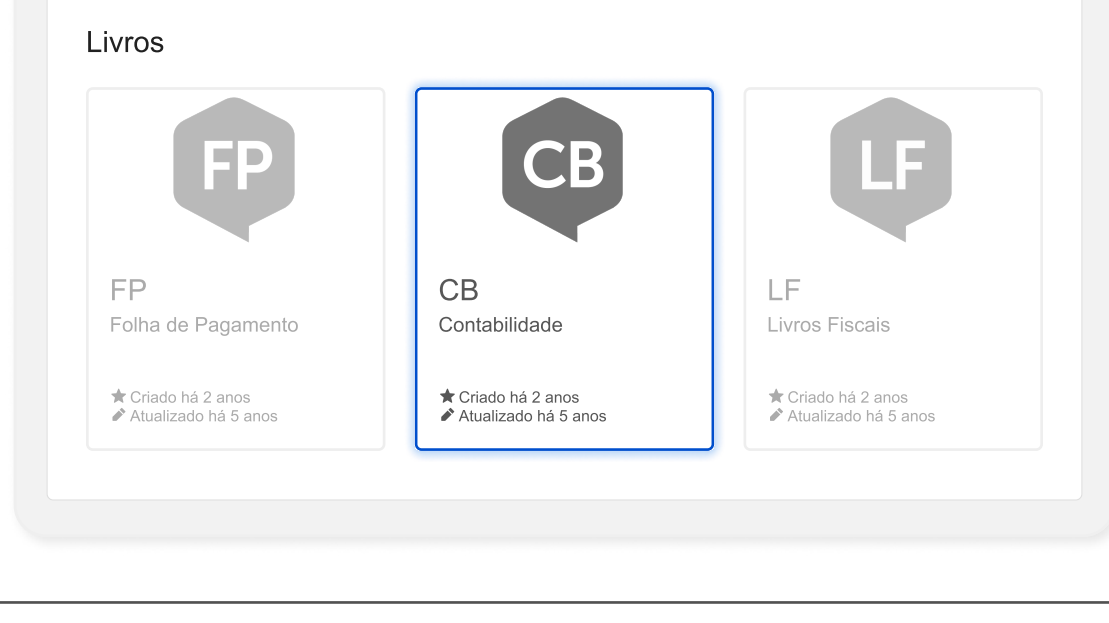 Livros
FP
FP
Folha de Pagamento
Criado há 2 anos
Atualizado há 5 anos
CB
CB
Contabilidade
Criado há 2 anos
Atualizado há 5 anos
LF
LF
Livros Fiscais
Criado há 2 anos
Atualizado há 5 anos